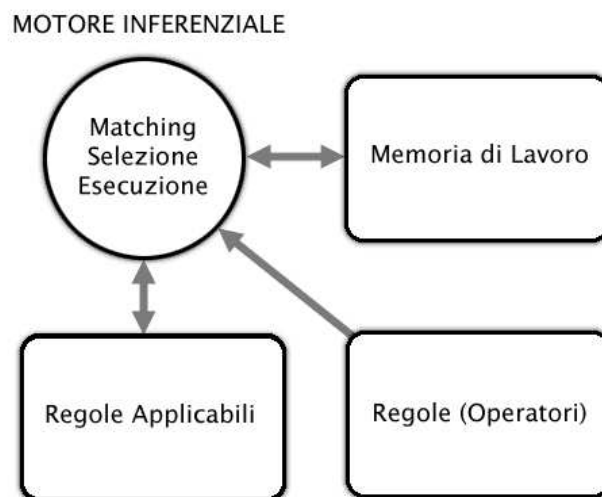 MOTORE INFERENZIALE
Matching
Selezione
Esecuzione
Memoria di Lavoro
Regole Applicabili
Regole (Operatori)